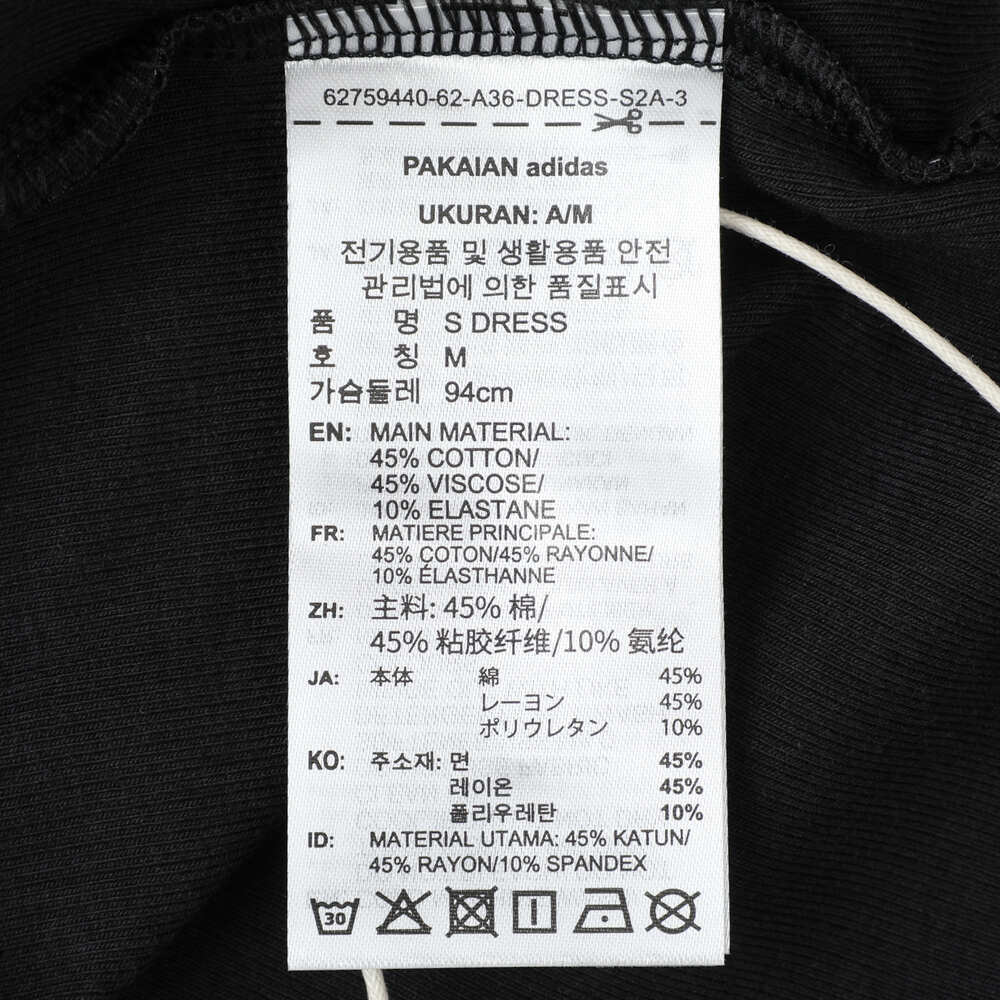 62759440-62-A36-DRESS-S2A-3
PAKAIAN adidas
UKURAN: A/M
전기용품 및 생활용품 안전
관리법에 의한 품질표시
품 명 S DRESS
호 칭 M
가슴둘레 94cm
EN: MAIN MATERIAL:
45% COTTON/
45% VISCOSE/
10% ELASTANE
FR: MATIERE PRINCIPALE:
45% COTON/45% RAYONNE/
10% ÉLASTHANNE
ZH: 主料: 45% 棉/
45% 粘胶纤维/10% 氨纶
JA: 本体 綿 45%
レーヨン 45%
ポリウレタン 10%
KO: 주소재: 면 45%
레이온 45%
폴리우레탄 10%
ID: MATERIAL UTAMA: 45% KATUN/
45% RAYON/10% SPANDEX
30